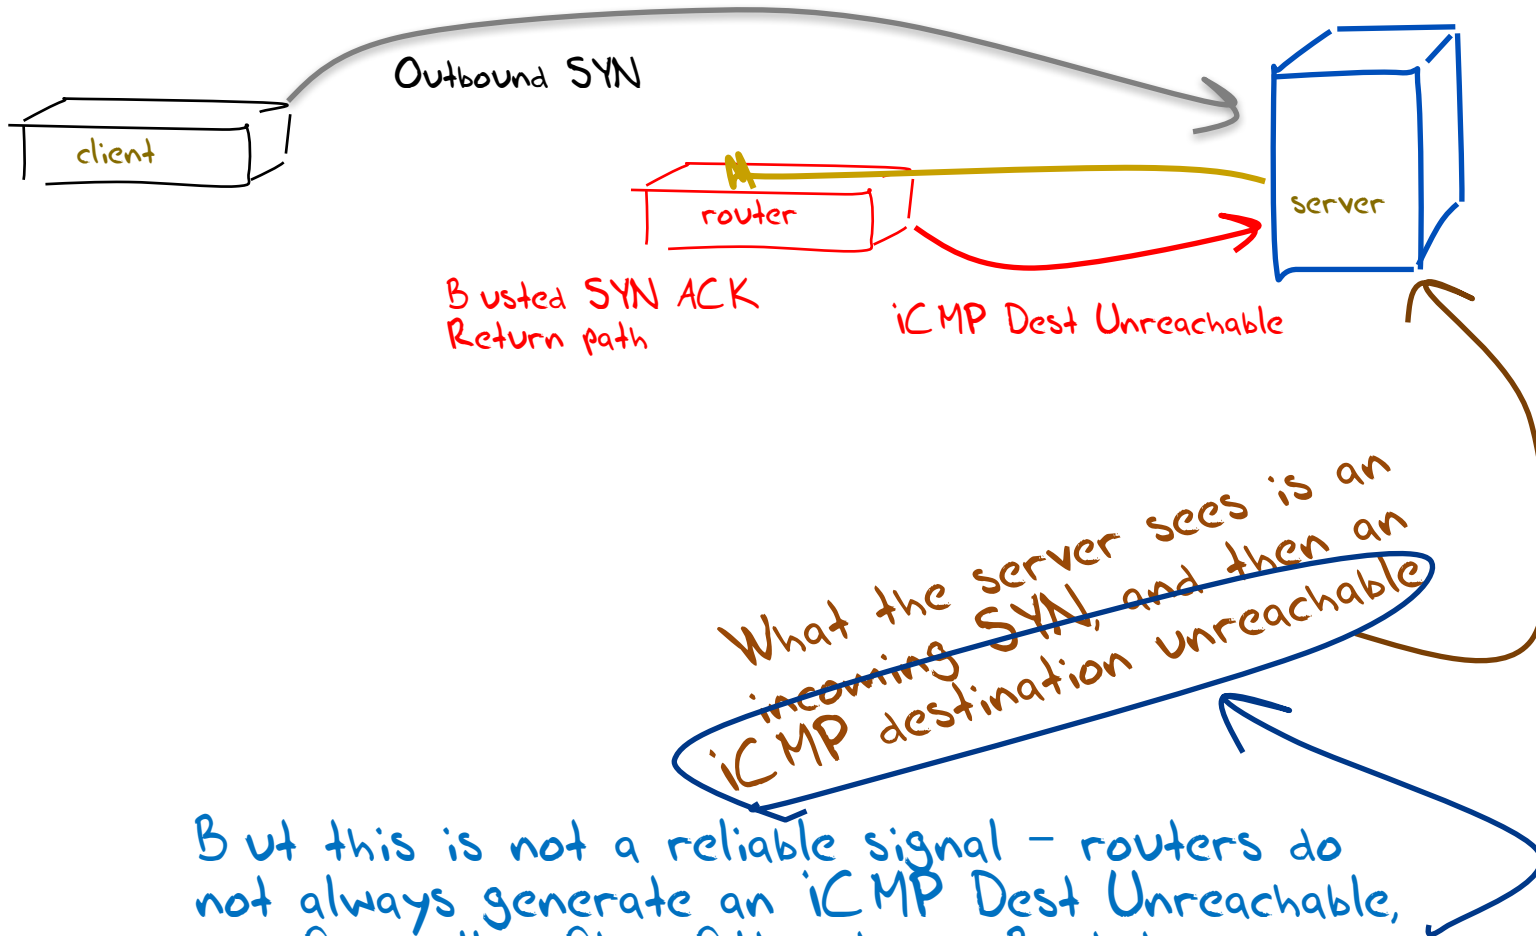 Outbound SYN
client
router
server
Busted SYN ACK
Return path
iCMP Dest Unreachable
What the server sees is an
incoming SYN, and then an
iCMP destination unreachable
But this is not a reliable signal – routers do
not always generate an iCMP Dest Unreachable,